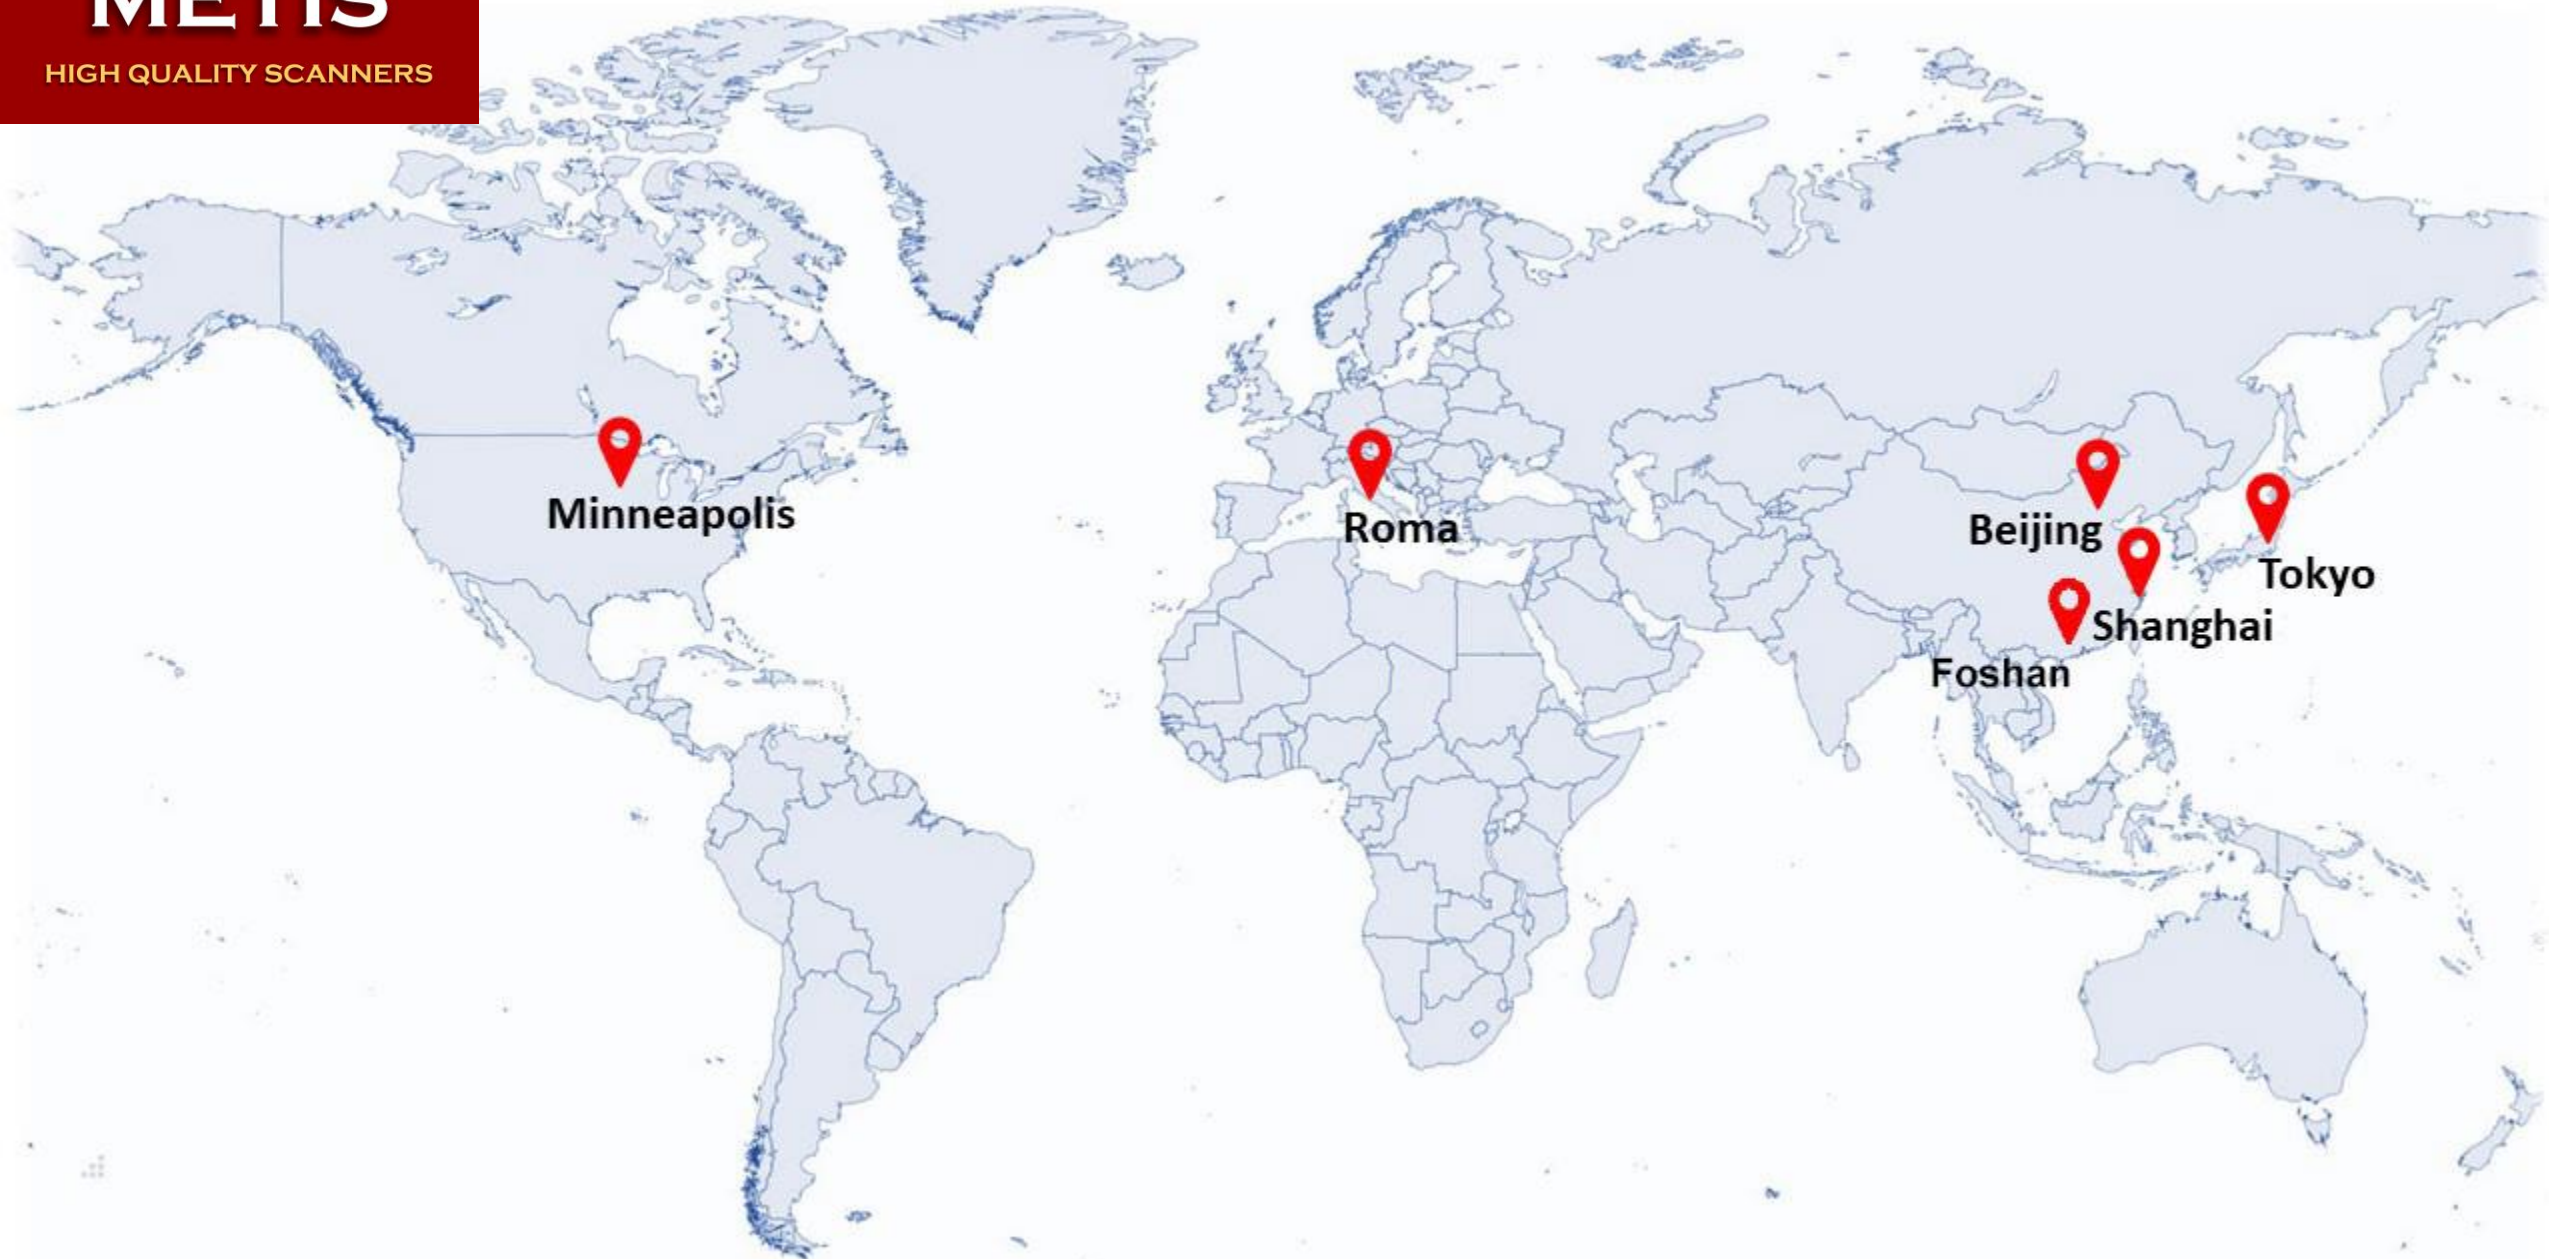 METIS
HIGH QUALITY SCANNERS
Minneapolis
Roma
Beijing
Tokyo
Shanghai
Foshan